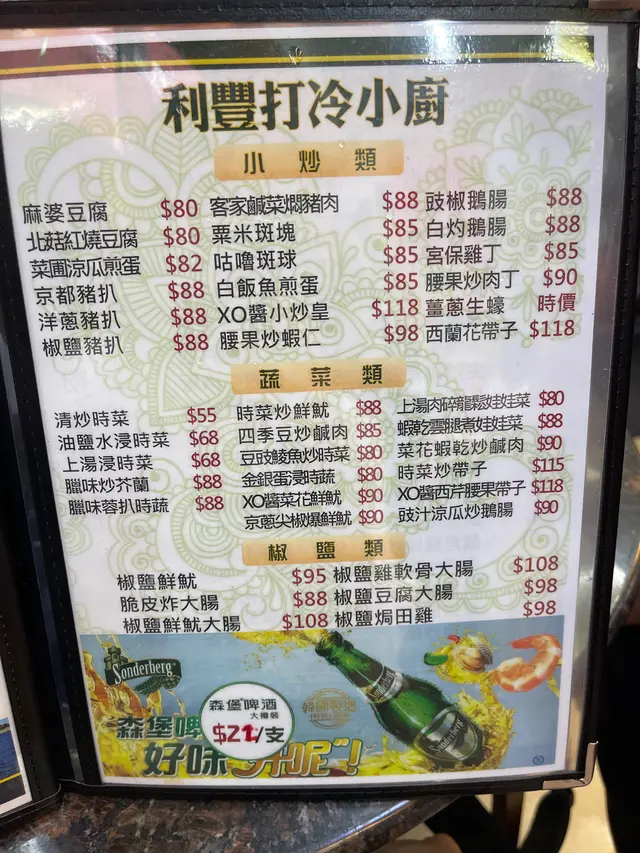 利豐打冷小廚
小炒類
麻婆豆腐 $80 客家鹹菜燜豬肉 $88 豉椒鵝腸 $88
北菇紅燒豆腐 $80 粟米斑塊 $85 白灼鵝腸 $88
菜圃涼瓜煎蛋 $82 咕嚕斑球 $85 宮保雞丁 $85
京都豬扒 $88 白飯魚煎蛋 $85 腰果炒肉丁 $90
洋蔥豬扒 $88 XO醬小炒皇 $118 薑蔥生蠔 時價
椒鹽豬扒 $88 腰果炒蝦仁 $98 西蘭花帶子 $118
蔬菜類
清炒時菜 $55 時菜炒鮮魷 $88 上湯肉碎龍鬚娃娃菜 $80
油鹽水浸時菜 $68 四季豆炒鹹肉 $85 蝦乾雲腿煮娃娃菜 $88
上湯浸時菜 $68 豆豉鯪魚炒時菜 $80 菜花蝦乾炒鹹肉 $90
臘味炒芥蘭 $88 金銀蛋浸時蔬 $80 時菜炒帶子 $115
臘味蓉扒時蔬 $88 XO醬菜花鮮魷 $90 XO醬西芹腰果帶子 $118
京蔥尖椒爆鮮魷 $90 豉汁涼瓜炒鵝腸 $90
椒鹽類
椒鹽鮮魷 $95 椒鹽雞軟骨大腸 $108
脆皮炸大腸 $88 椒鹽豆腐大腸 $98
椒鹽鮮魷大腸 $108 椒鹽焗田雞 $98
Sonderberg
森堡啤酒
大樽裝
$21/支
韓國製造
森堡啤
好味
Sonderberg